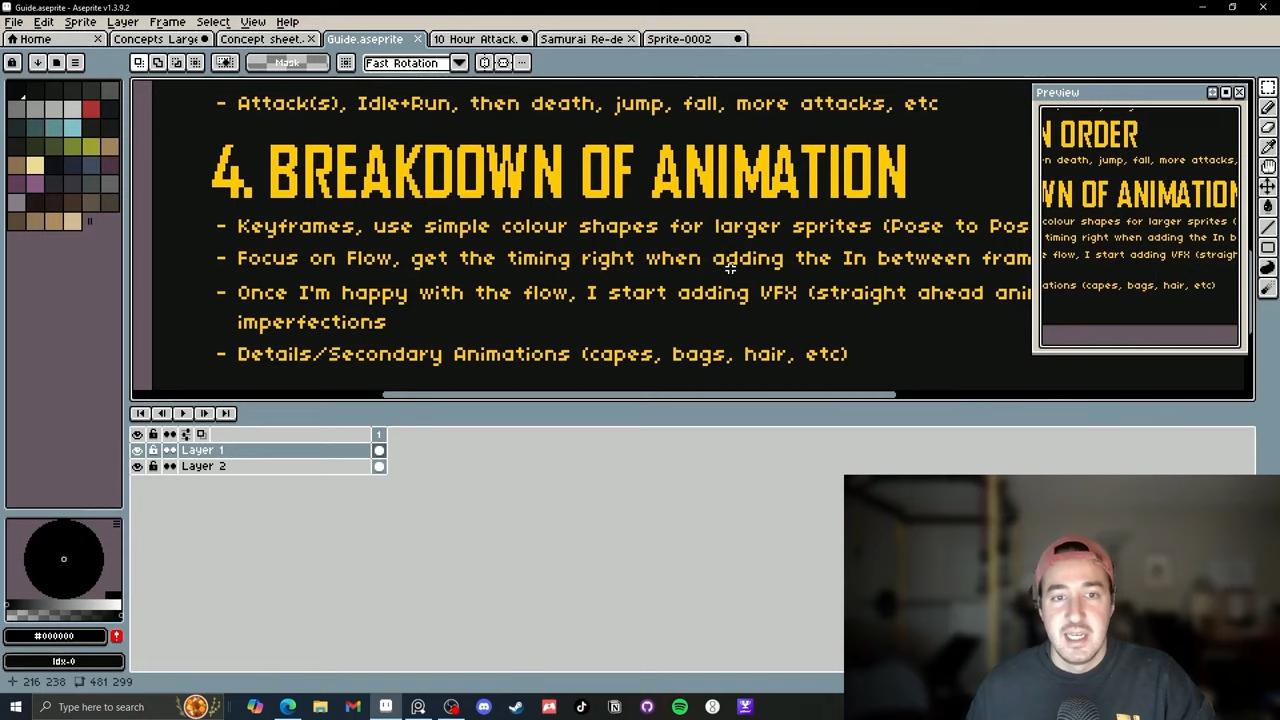 Guide.aseprite - Aseprite v1.3.9.2
File Edit Sprite Layer Frame Select View Help
Home Concepts Large Concept sheet. Guide.aseprite 10 Hour Attack. Samurai Re-de Sprite-0002
Mask Fast Rotation
- Attack(s), Idle+Run, then death, jump, fall, more attacks, etc
4. BREAKDOWN OF ANIMATION
- Keyframes, use simple colour shapes for larger sprites (Pose to Pos
- Focus on Flow, get the timing right when adding the In between fram
- Once I'm happy with the flow, I start adding VFX (straight ahead ani
imperfections
- Details/Secondary Animations (capes, bags, hair, etc)
Preview
N ORDER
n death, jump, fall, more attacks,
WN OF ANIMATION
colour shapes for larger sprites (
timing right when adding the In b
e flow, I start adding VFX (straigh
ations (capes, bags, hair, etc)
1
Layer 1
Layer 2
#000000
Idx-0
216 238 481 299
Type here to search